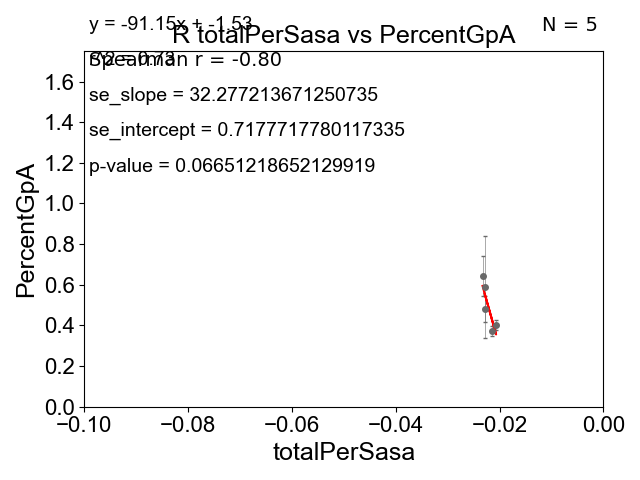 y = -91.15x + -1.53
N = 5
R totalPerSasa vs PercentGpA
Spearman r = -0.80
se_slope = 32.277213671250735
se_intercept = 0.7177717780117335
p-value = 0.06651218652129919
PercentGpA
1.6
1.4
1.2
1.0
0.8
0.6
0.4
0.2
0.0
−0.10 −0.08 −0.06 −0.04 −0.02 0.00
totalPerSasa